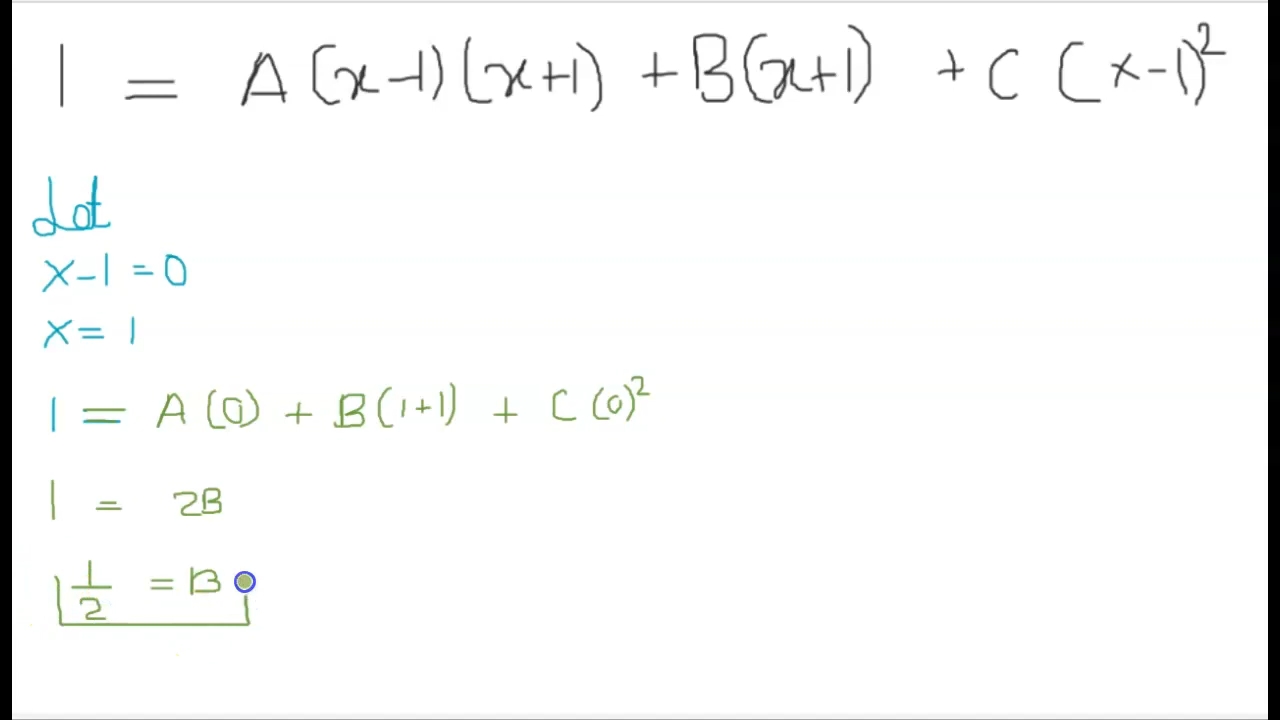 1 = A(x-1)(x+1) + B(x+1) + C(x-1)²
Let
x-1=0
x=1
1 = A(0) + B(1+1) + C(0)²
1 = 2B
1/2 = B